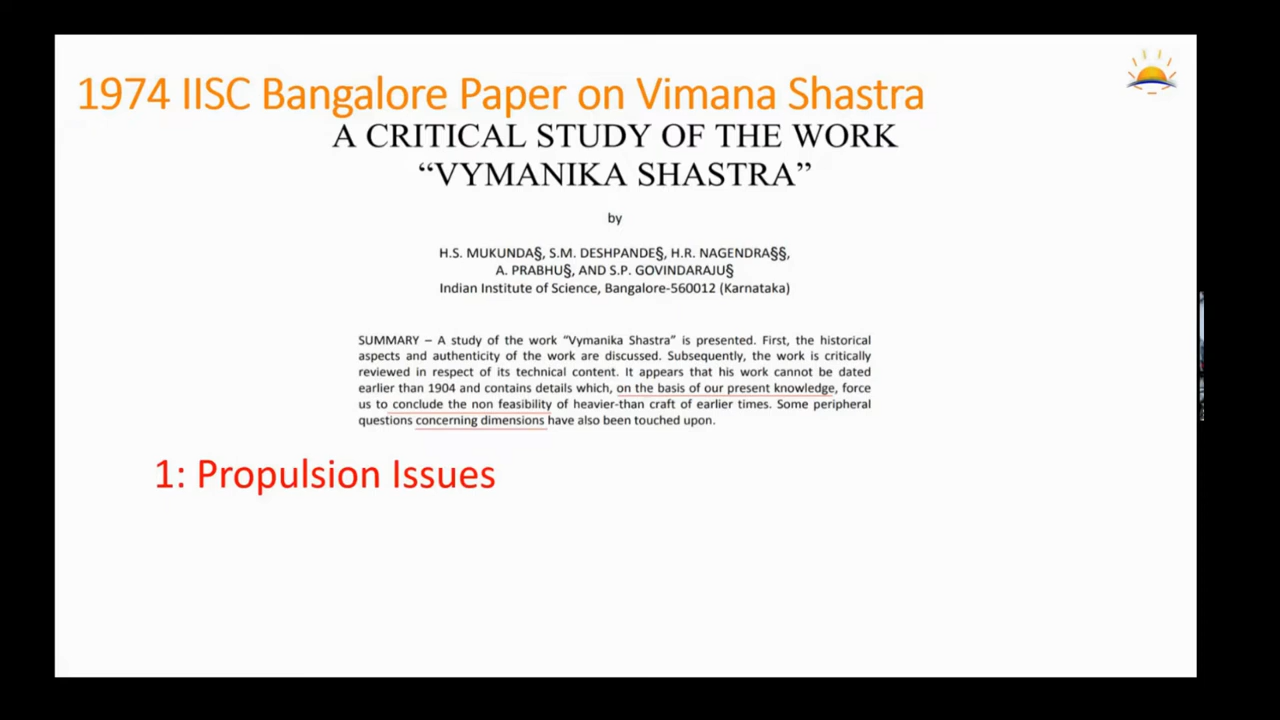 1974 IISC Bangalore Paper on Vimana Shastra
A CRITICAL STUDY OF THE WORK
“VYMANIKA SHASTRA”
by
H.S. MUKUNDA§, S.M. DESHPANDE§, H.R. NAGENDRA§§,
A. PRABHU§, AND S.P. GOVINDARAJU§
Indian Institute of Science, Bangalore-560012 (Karnataka)
SUMMARY – A study of the work “Vymanika Shastra” is presented. First, the historical
aspects and authenticity of the work are discussed. Subsequently, the work is critically
reviewed in respect of its technical content. It appears that his work cannot be dated
earlier than 1904 and contains details which, on the basis of our present knowledge, force
us to conclude the non feasibility of heavier-than craft of earlier times. Some peripheral
questions concerning dimensions have also been touched upon.
1: Propulsion Issues